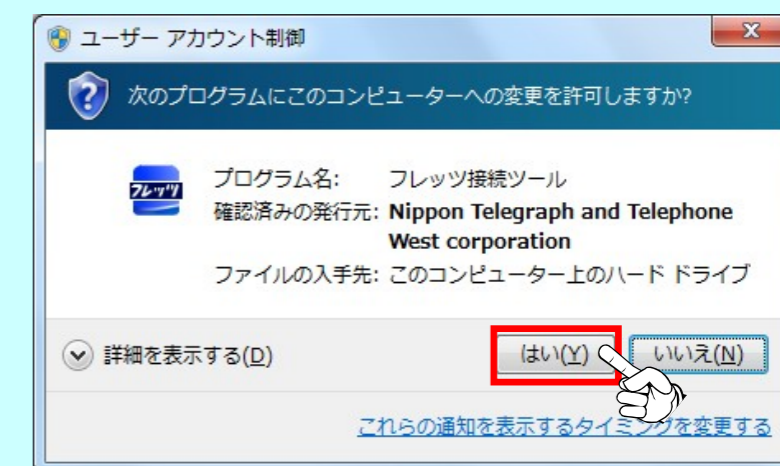 ユーザー アカウント制御
次のプログラムにこのコンピューターへの変更を許可しますか?
フレッツ
プログラム名: フレッツ接続ツール
確認済みの発行元: Nippon Telegraph and Telephone
West corporation
ファイルの入手先: このコンピューター上のハード ドライブ
詳細を表示する(D) はい(Y) いいえ(N)
これらの通知を表示するタイミングを変更する